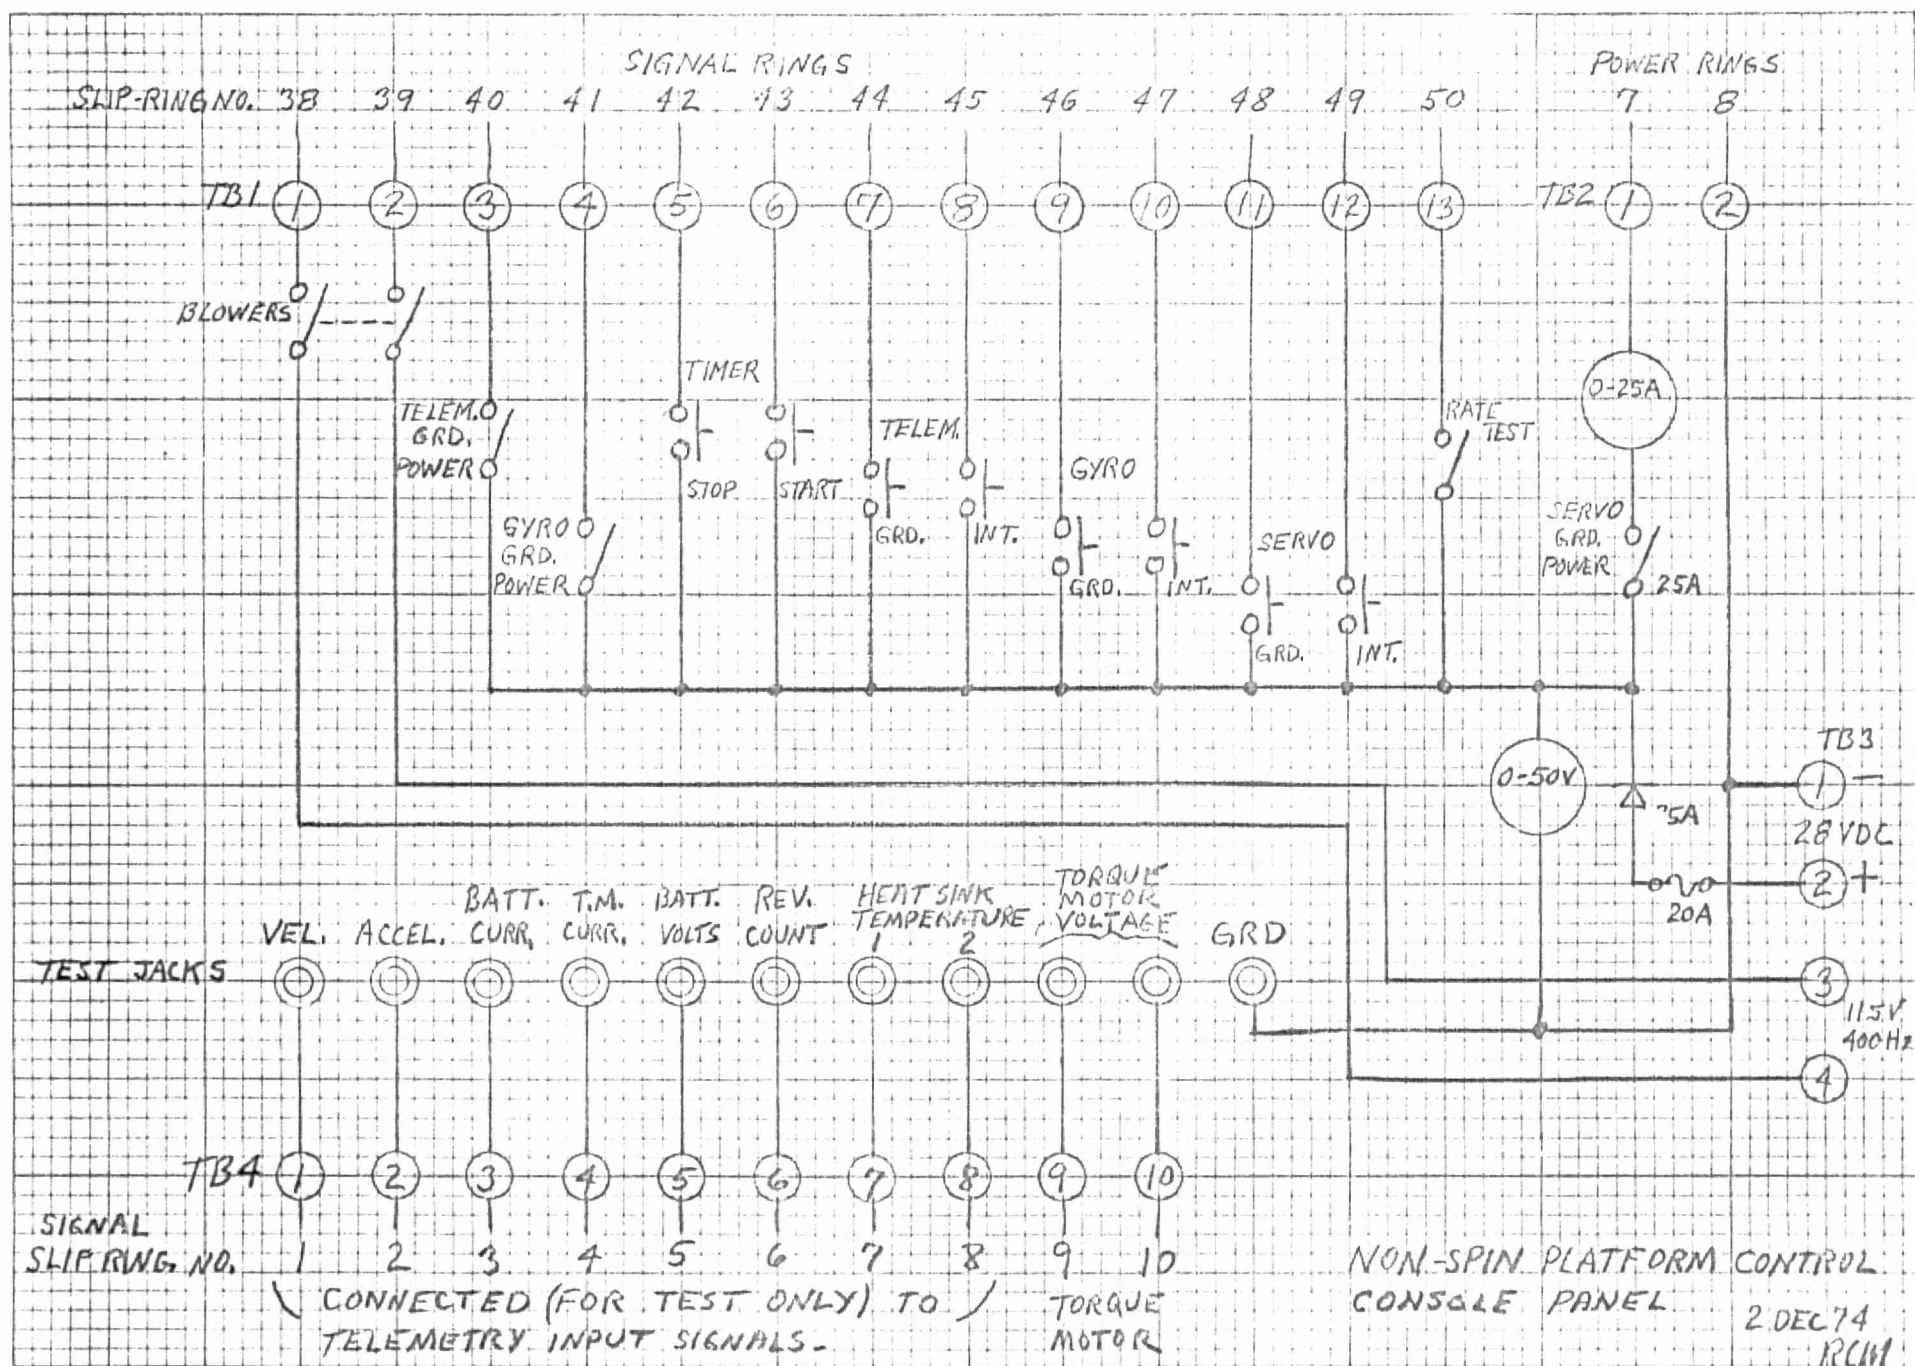 SIGNAL RINGS
POWER RINGS
SLIP-RING NO. 38 39 40 41 42 43 44 45 46 47 48 49 50 7 8
TB1 1 2 3 4 5 6 7 8 9 10 11 12 13 TB2 1 2
BLOWERS
TIMER
0-25A
TELEM.
GRD.
POWER
TELEM.
RATE
TEST
STOP
START
GYRO
GRD.
INT.
GYRO
GRD.
POWER
SERVO
GRD.
POWER
25A
GRD.
INT.
SERVO
GRD.
INT.
TB3
0-50V
1 -
5A
28 VDC
2 +
20A
3
115V
400Hz
4
VEL.
ACCEL.
BATT.
CURR.
T.M.
CURR.
BATT.
VOLTS
REV.
COUNT
HEAT SINK
TEMPERATURE
1 2
TORQUE
MOTOR
VOLTAGE
GRD
TEST JACKS
TB4 1 2 3 4 5 6 7 8 9 10
SIGNAL
SLIP RING NO. 1 2 3 4 5 6 7 8 9 10
CONNECTED (FOR TEST ONLY) TO
TELEMETRY INPUT SIGNALS.
TORQUE
MOTOR
NON-SPIN PLATFORM CONTROL
CONSOLE PANEL
2 DEC 74
RCM